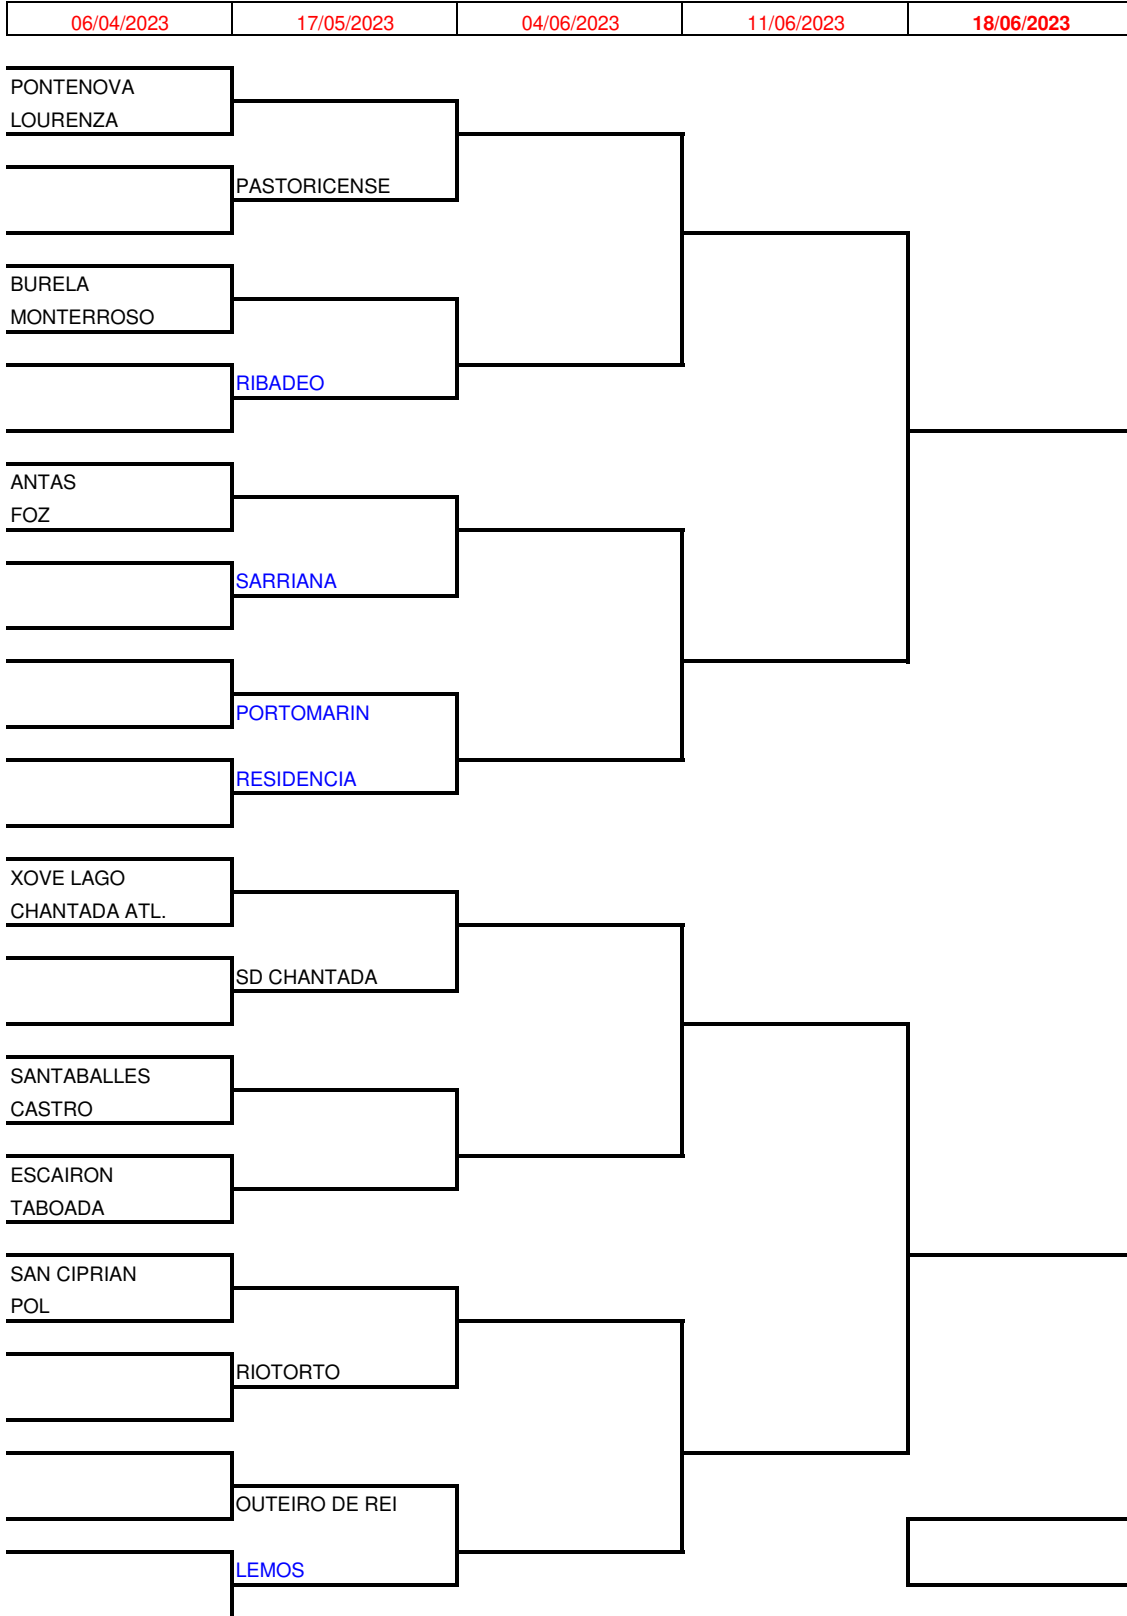 06/04/2023 17/05/2023 04/06/2023 11/06/2023 18/06/2023
PONTENOVA
LOURENZA
PASTORICENSE
BURELA
MONTERROSO
RIBADEO
ANTAS
FOZ
SARRIANA
PORTOMARIN
RESIDENCIA
XOVE LAGO
CHANTADA ATL.
SD CHANTADA
SANTABALLES
CASTRO
ESCAIRON
TABOADA
SAN CIPRIAN
POL
RIOTORTO
OUTEIRO DE REI
LEMOS